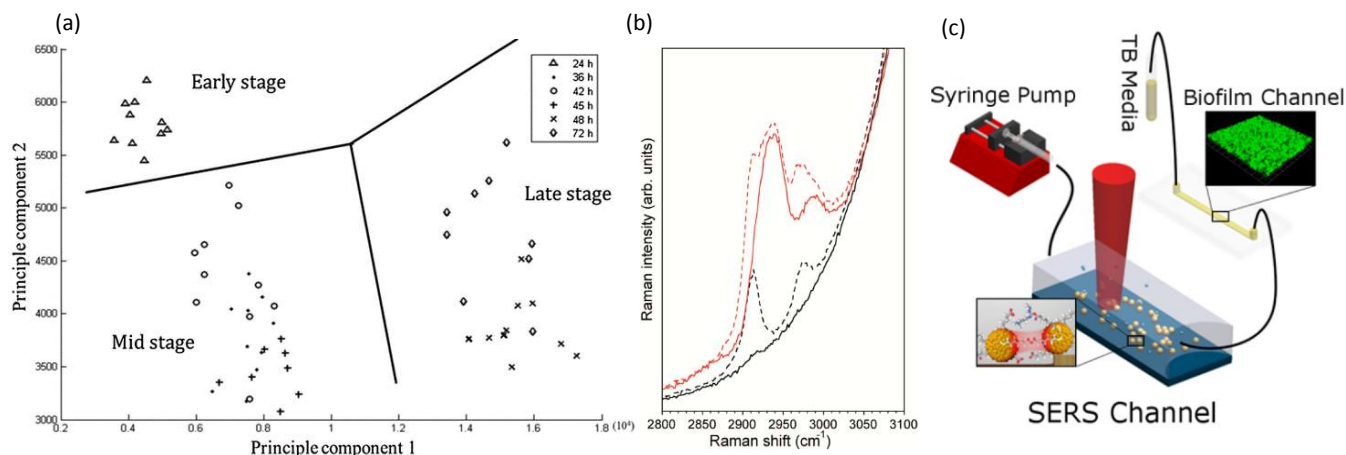 (a)
6500
6000
5500
5000
4500
4000
3500
3000
Principle component 2
0.2
0.4
0.6
0.8
1
1.2
1.4
1.6
1.8
(10⁴)
Principle component 1
Early stage
Mid stage
Late stage
24 h
36 h
42 h
45 h
48 h
72 h
(b)
Raman intensity (arb. units)
2800
2850
2900
2950
3000
3050
3100
Raman shift (cm⁻¹)
(c)
Syringe Pump
TB Media
Biofilm Channel
SERS Channel